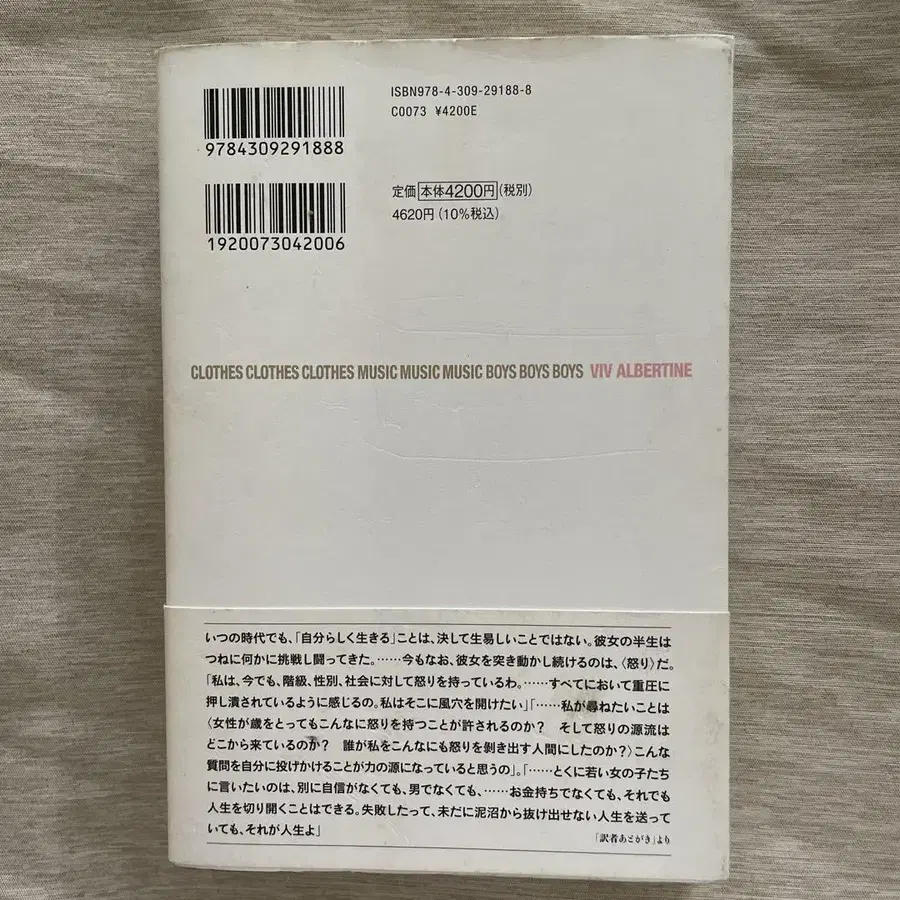 ISBN978-4-309-29188-8
C0073 ¥4200E
9784309291888
定価 本体4200円(税別)
4620円(10%税込)
1920073042006
CLOTHES CLOTHES CLOTHES MUSIC MUSIC MUSIC BOYS BOYS BOYS VIV ALBERTINE
いつの時代でも、「自分らしく生きる」ことは、決して生易しいことではない。彼女の半生は
つねに何かに挑戦し闘ってきた。……今もなお、彼女を突き動かし続けるのは、〈怒り〉だ。
「私は、今でも、階級、性別、社会に対して怒りを持っているわ。……すべてにおいて重圧に
押し潰されているように感じるの。私はそこに風穴を開けたい」「……私が尋ねたいことは
〈女性が歳をとってもこんなに怒りを持つことが許されるのか? そして怒りの源流は
どこから来ているのか? 誰が私をこんなにも怒りを剝き出す人間にしたのか?〉こんな
質問を自分に投げかけることが力の源になっていると思うの」。「……とくに若い女の子たち
に言いたいのは、別に自信がなくても、男でなくても、……お金持ちでなくても、それでも
人生を切り開くことはできる。失敗したって、未だに泥沼から抜け出せない人生を送って
いても、それが人生よ」
「訳者あとがき」より